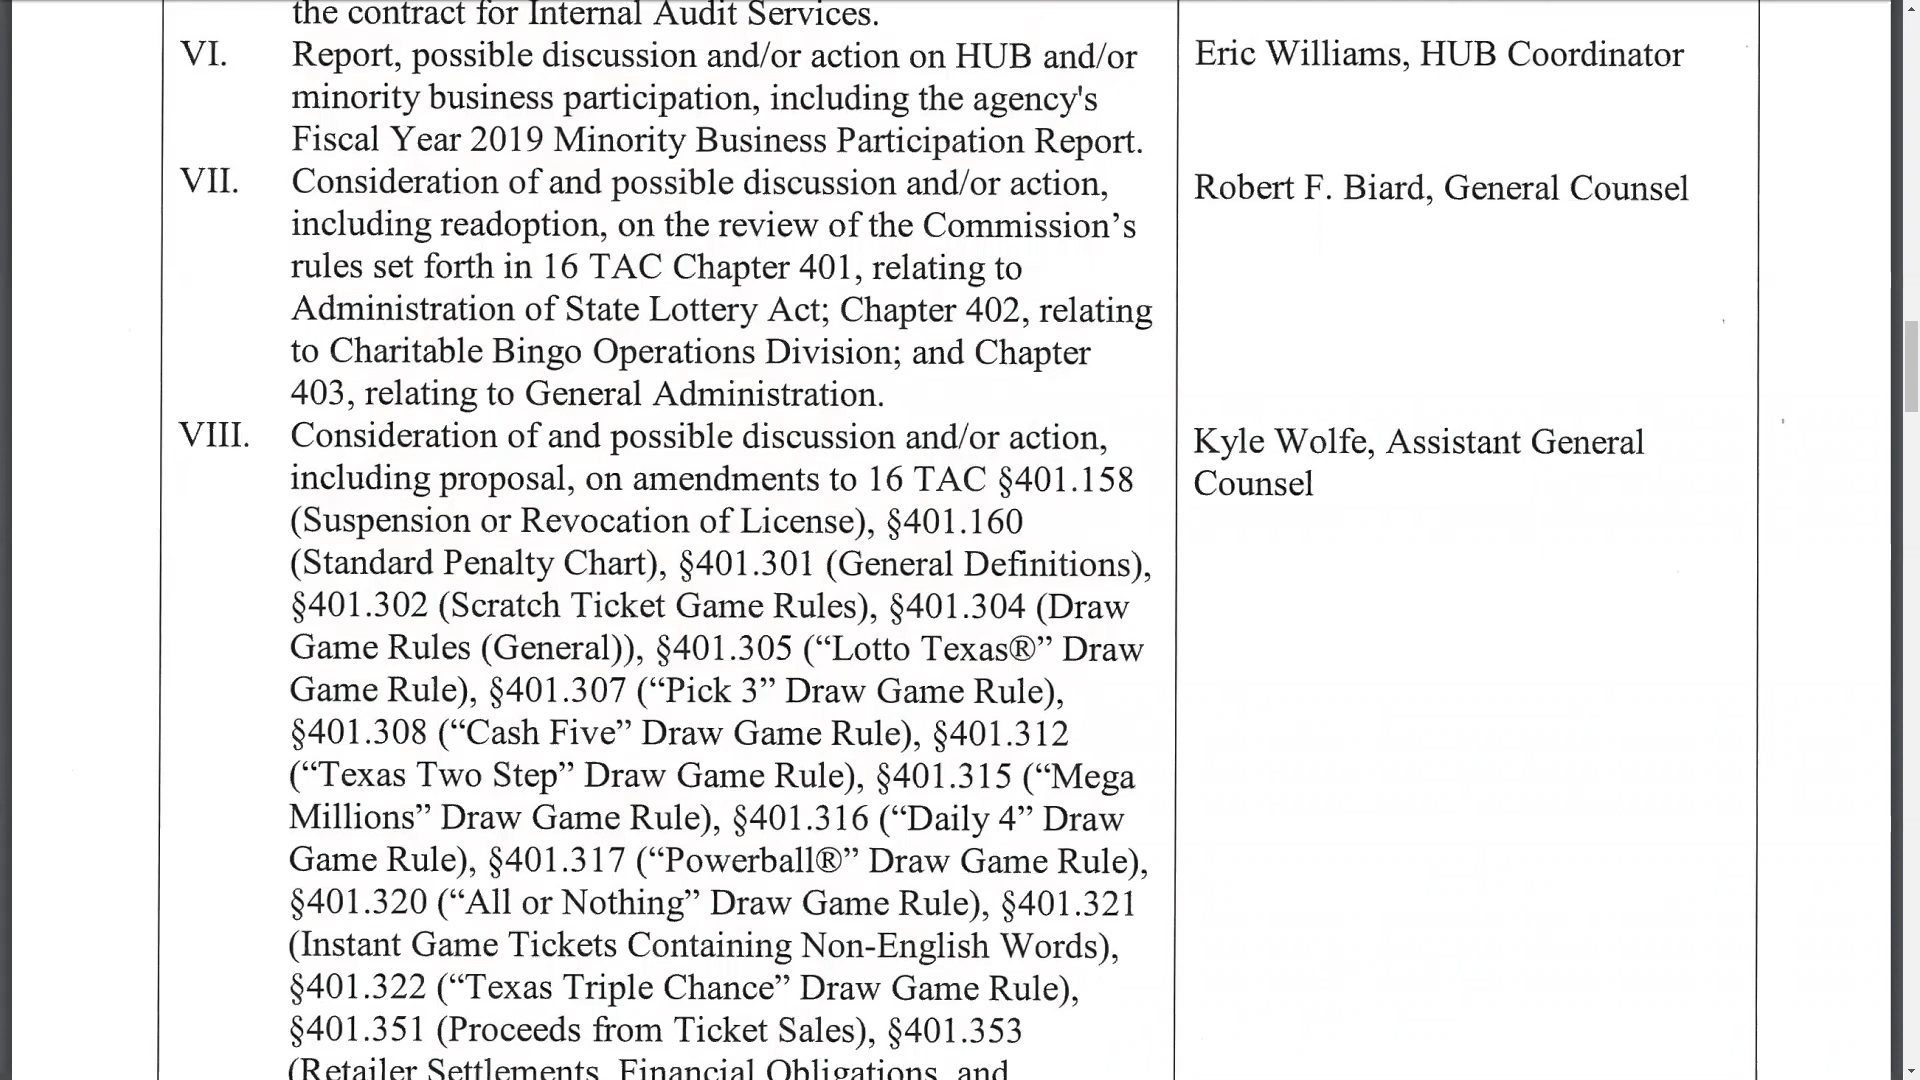 the contract for Internal Audit Services.
VI. Report, possible discussion and/or action on HUB and/or
minority business participation, including the agency's
Fiscal Year 2019 Minority Business Participation Report.
Eric Williams, HUB Coordinator
VII. Consideration of and possible discussion and/or action,
including readoption, on the review of the Commission’s
rules set forth in 16 TAC Chapter 401, relating to
Administration of State Lottery Act; Chapter 402, relating
to Charitable Bingo Operations Division; and Chapter
403, relating to General Administration.
Robert F. Biard, General Counsel
VIII. Consideration of and possible discussion and/or action,
including proposal, on amendments to 16 TAC §401.158
(Suspension or Revocation of License), §401.160
(Standard Penalty Chart), §401.301 (General Definitions),
§401.302 (Scratch Ticket Game Rules), §401.304 (Draw
Game Rules (General)), §401.305 (“Lotto Texas®” Draw
Game Rule), §401.307 (“Pick 3” Draw Game Rule),
§401.308 (“Cash Five” Draw Game Rule), §401.312
(“Texas Two Step” Draw Game Rule), §401.315 (“Mega
Millions” Draw Game Rule), §401.316 (“Daily 4” Draw
Game Rule), §401.317 (“Powerball®” Draw Game Rule),
§401.320 (“All or Nothing” Draw Game Rule), §401.321
(Instant Game Tickets Containing Non-English Words),
§401.322 (“Texas Triple Chance” Draw Game Rule),
§401.351 (Proceeds from Ticket Sales), §401.353
(Retailer Settlements, Financial Obligations, and
Kyle Wolfe, Assistant General
Counsel